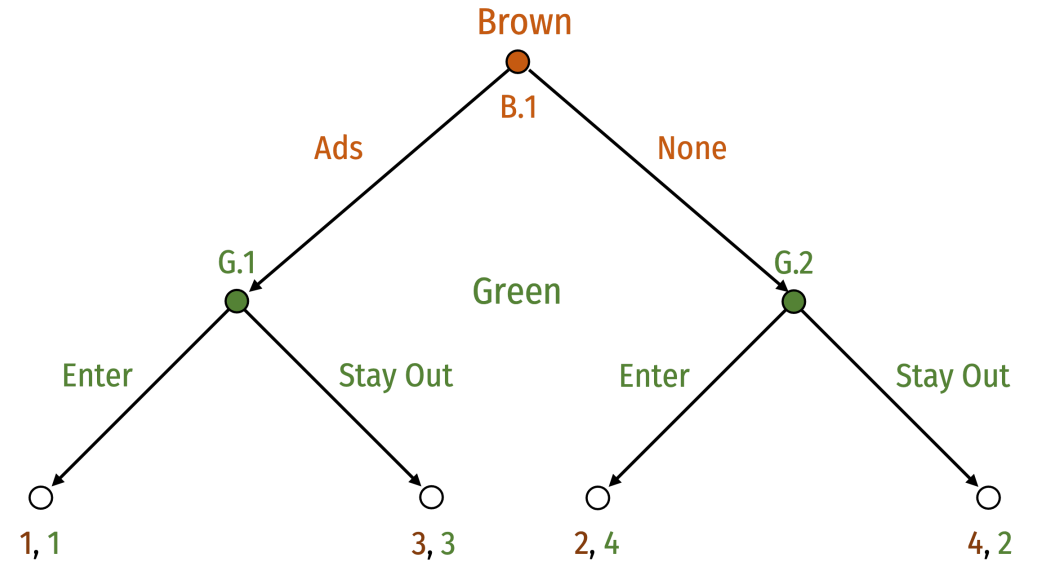 Brown
B.1
Ads
None
G.1
G.2
Green
Enter
Stay Out
Enter
Stay Out
1, 1
3, 3
2, 4
4, 2